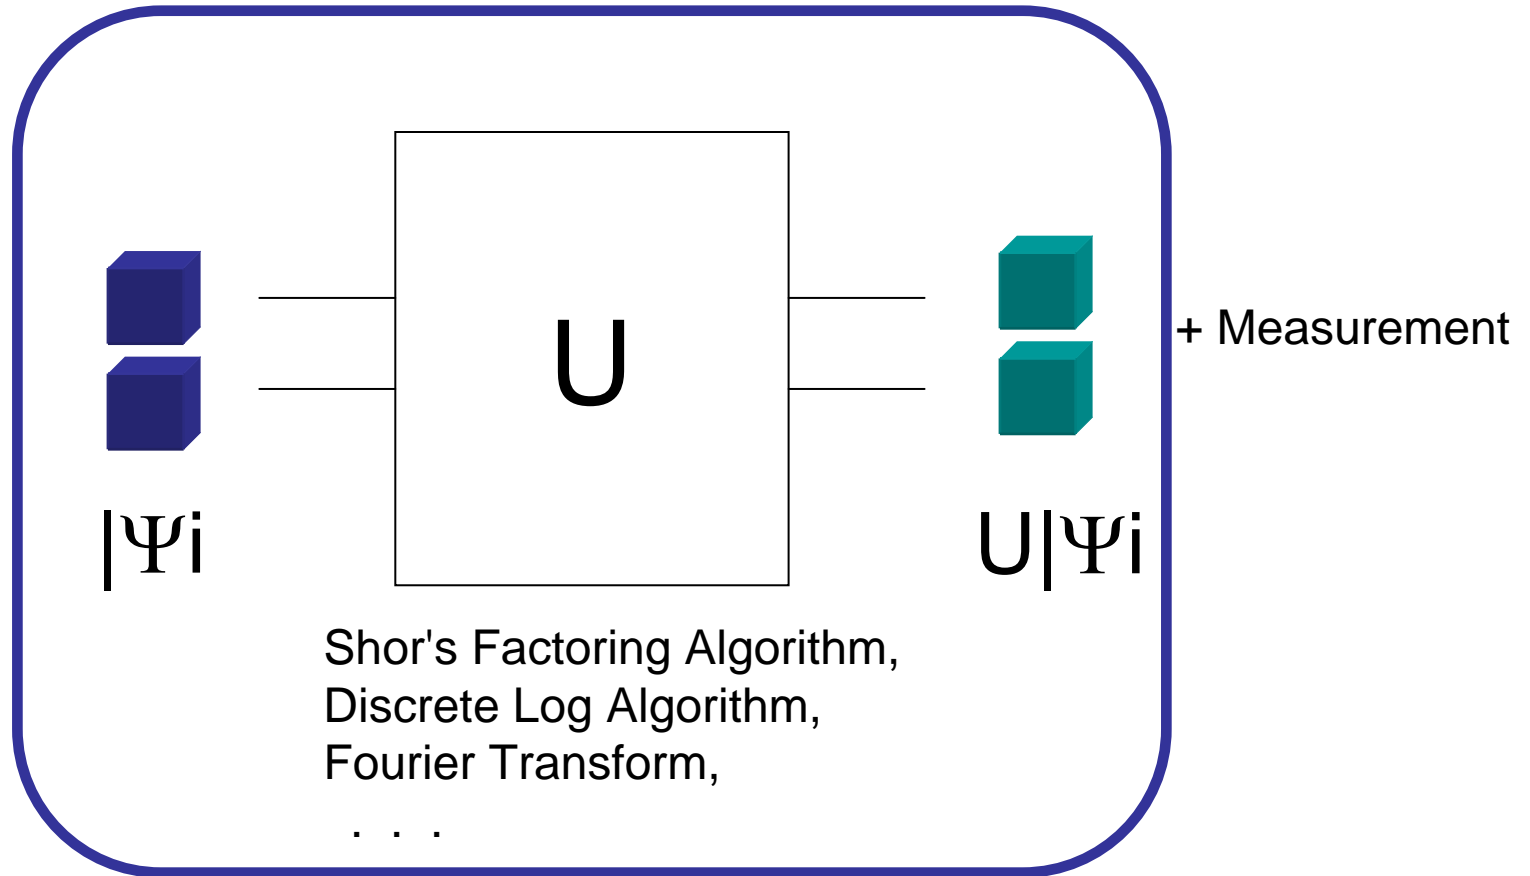 U
+ Measurement
|Ψi
U|Ψi
Shor's Factoring Algorithm,
Discrete Log Algorithm,
Fourier Transform,
. . .